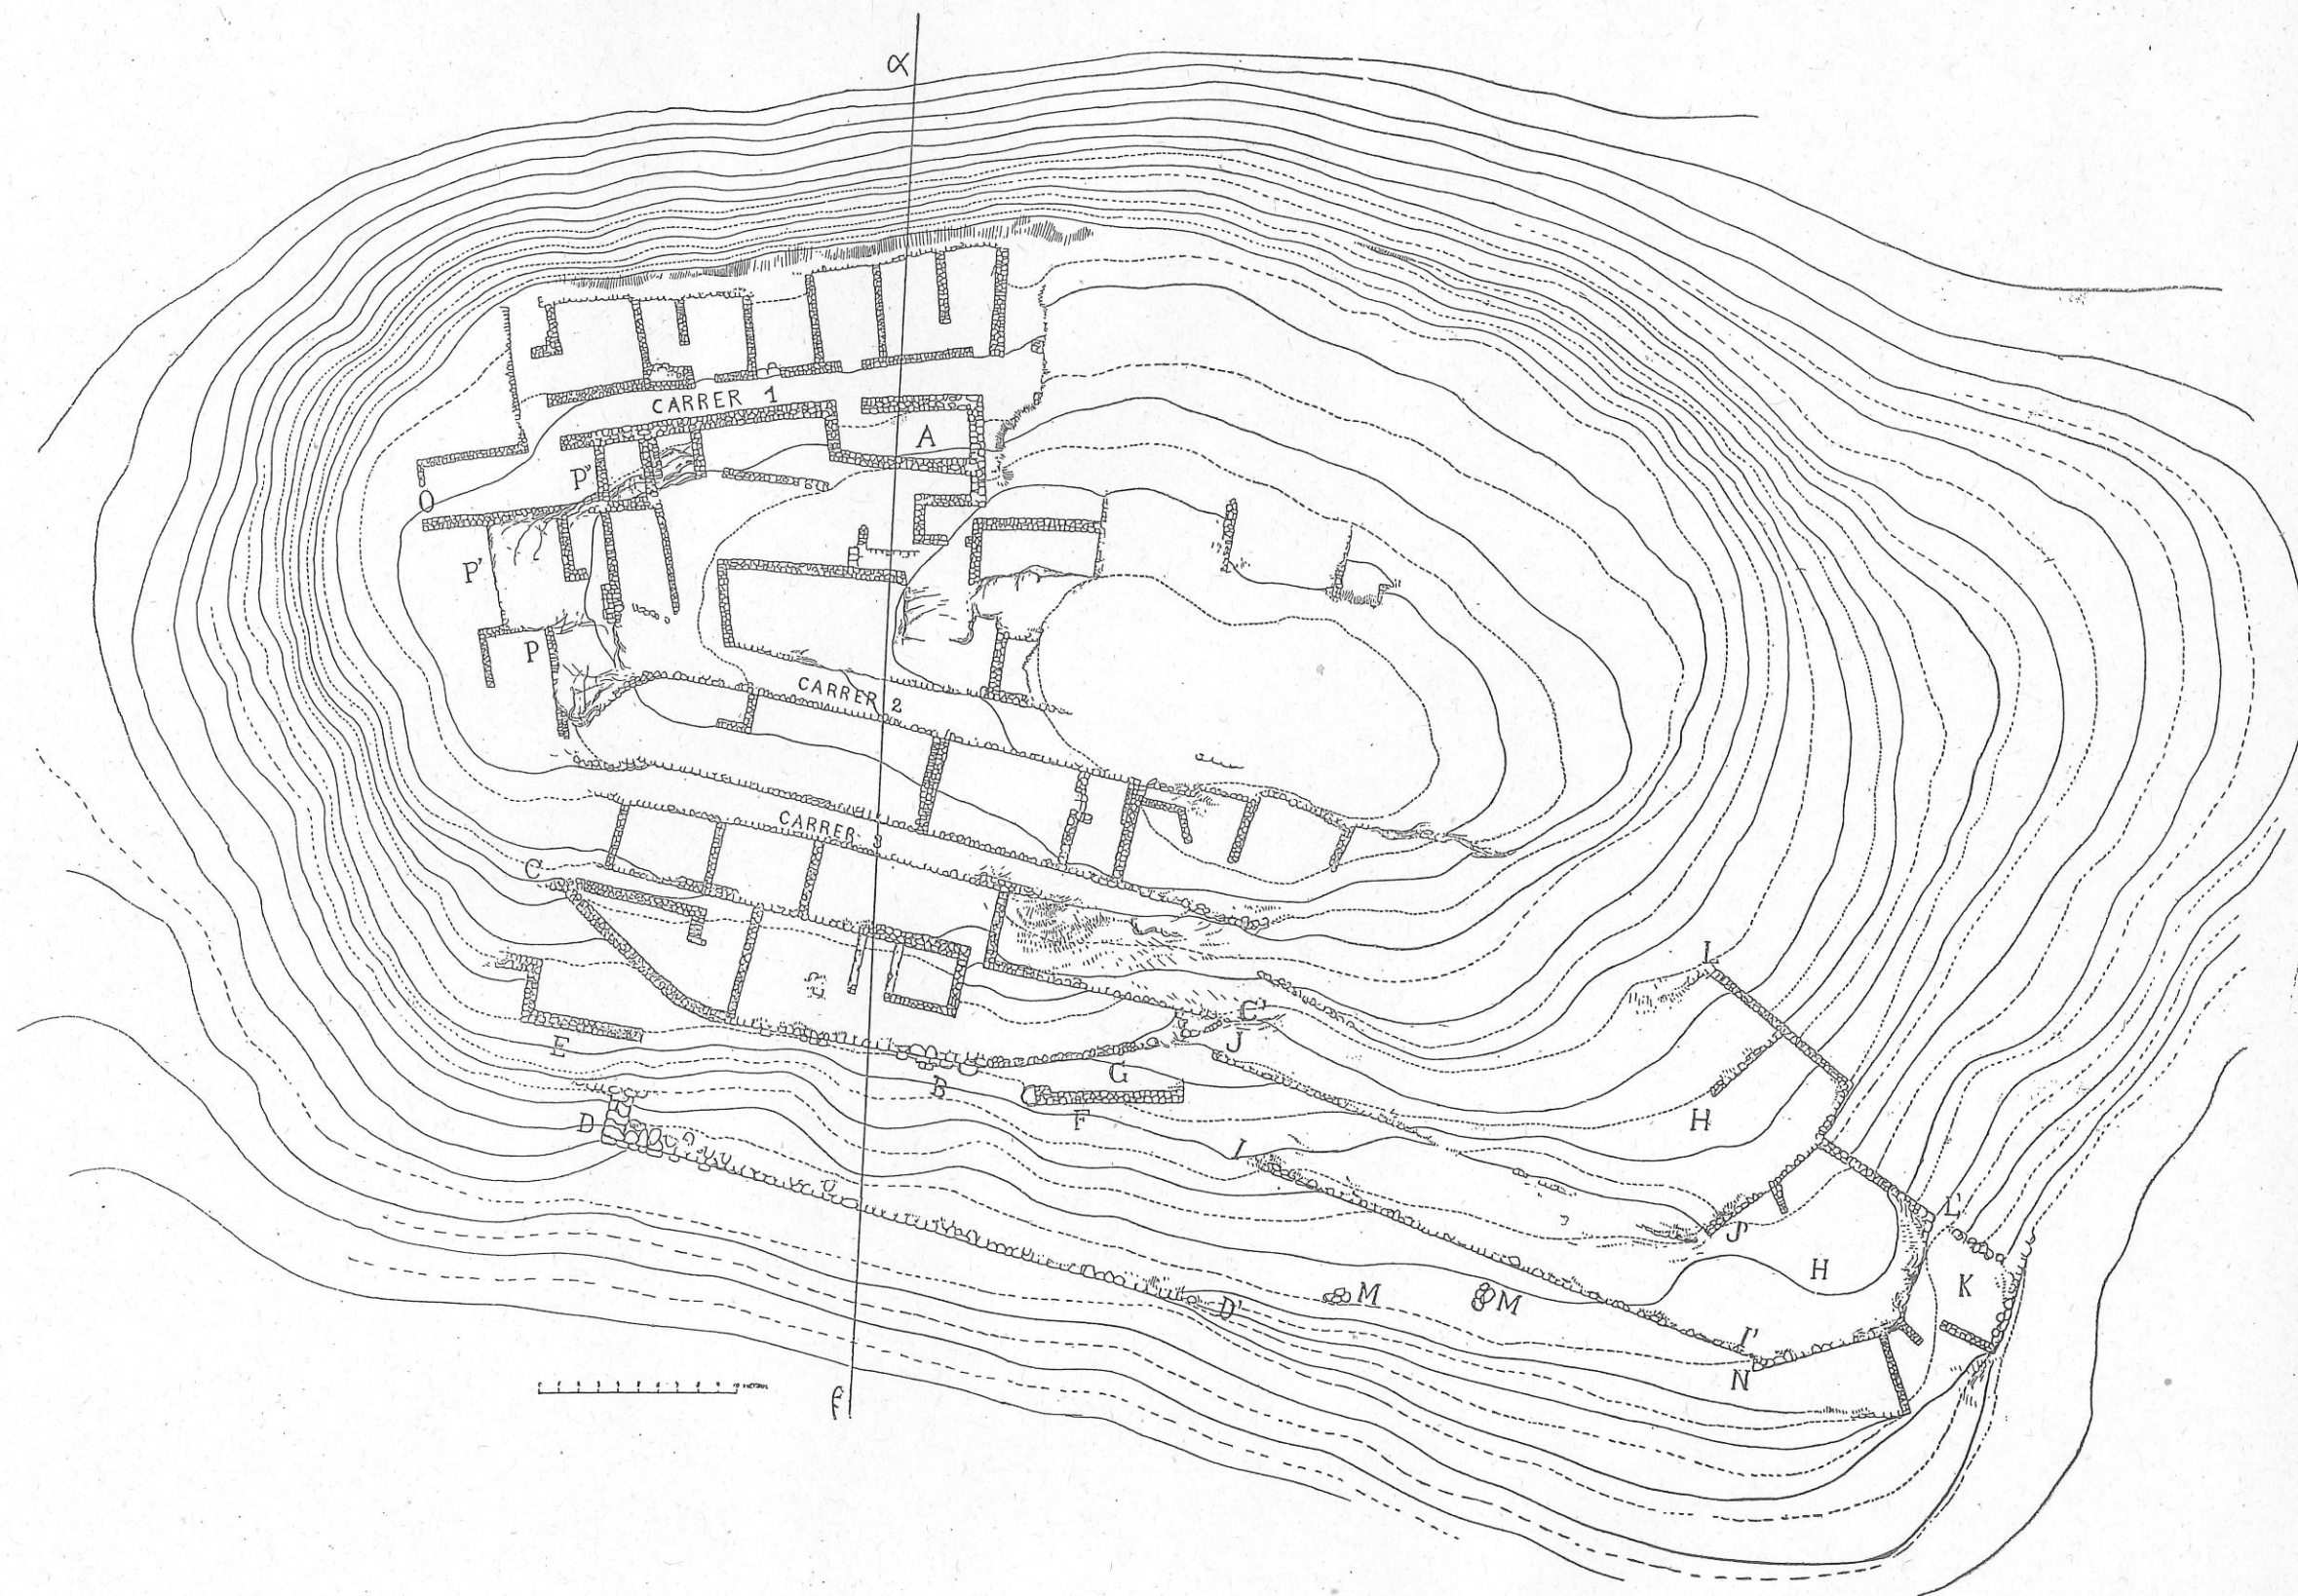 α
CARRER 1
A
P"
O
P'
P
CARRER 2
CARRER 3
C
L
C'
J
E
G
B
F
H
D
I
L'
J'
H
K
M
M
D'
I'
N
β